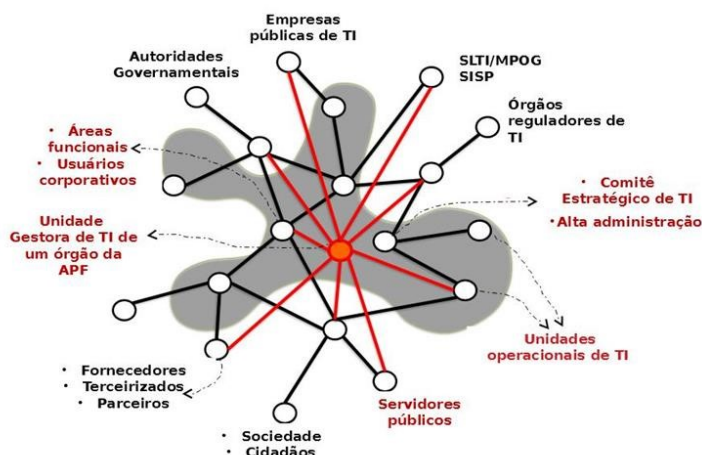 Empresas
públicas de TI
Autoridades
Governamentais
SLTI/MPOG
SISP
Órgãos
reguladores de
TI
• Áreas
funcionais
• Usuários
corporativos
• Comitê
Estratégico de TI
•Alta administração
Unidade
Gestora de TI de
um órgão da
APF
Unidades
operacionais de TI
• Fornecedores
• Terceirizados
• Parceiros
Servidores
públicos
• Sociedade
• Cidadãos